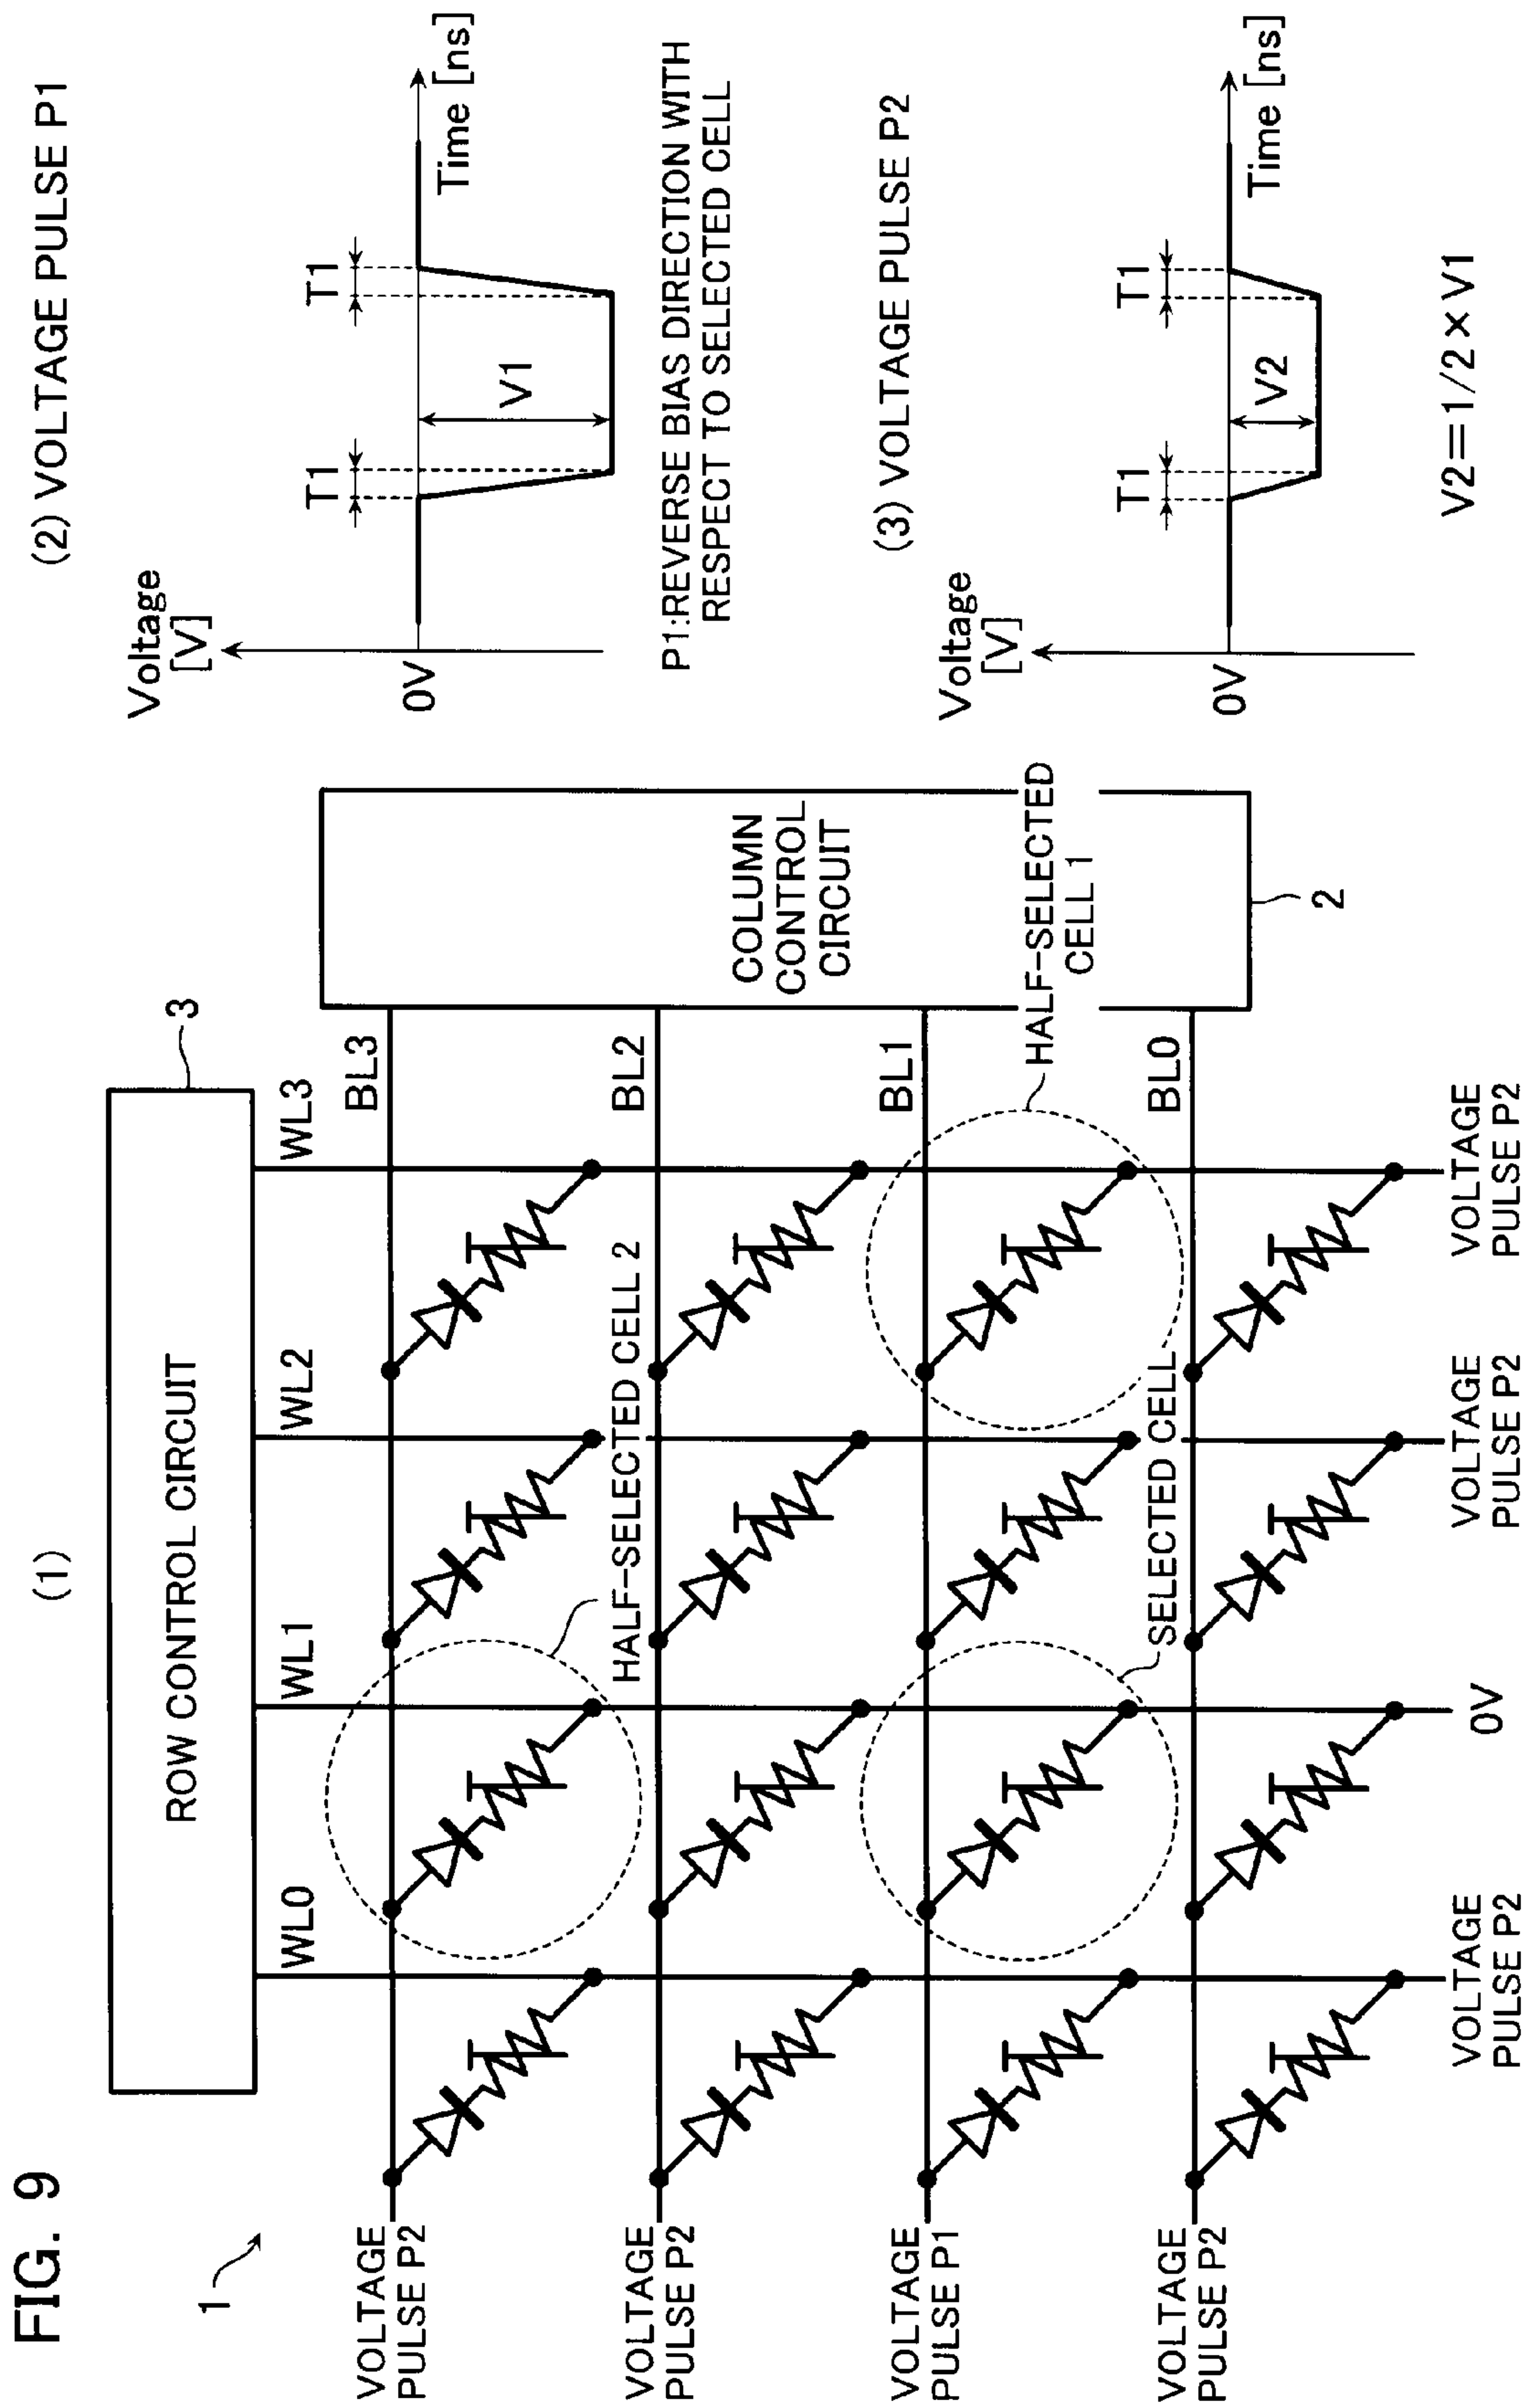 FIG. 9
1
(1)
ROW CONTROL CIRCUIT
3
WL0
WL1
WL2
WL3
BL3
BL2
BL1
BL0
COLUMN
CONTROL
CIRCUIT
2
HALF-SELECTED
CELL 1
HALF-SELECTED CELL 2
SELECTED CELL
VOLTAGE
PULSE P2
VOLTAGE
PULSE P2
VOLTAGE
PULSE P1
VOLTAGE
PULSE P2
VOLTAGE
PULSE P2
0V
VOLTAGE
PULSE P2
VOLTAGE
PULSE P2
(2) VOLTAGE PULSE P1
Voltage
[V]
0V
T1
T1
V1
Time [ns]
P1:REVERSE BIAS DIRECTION WITH
RESPECT TO SELECTED CELL
(3) VOLTAGE PULSE P2
Voltage
[V]
0V
T1
T1
V2
Time [ns]
V2=1/2×V1